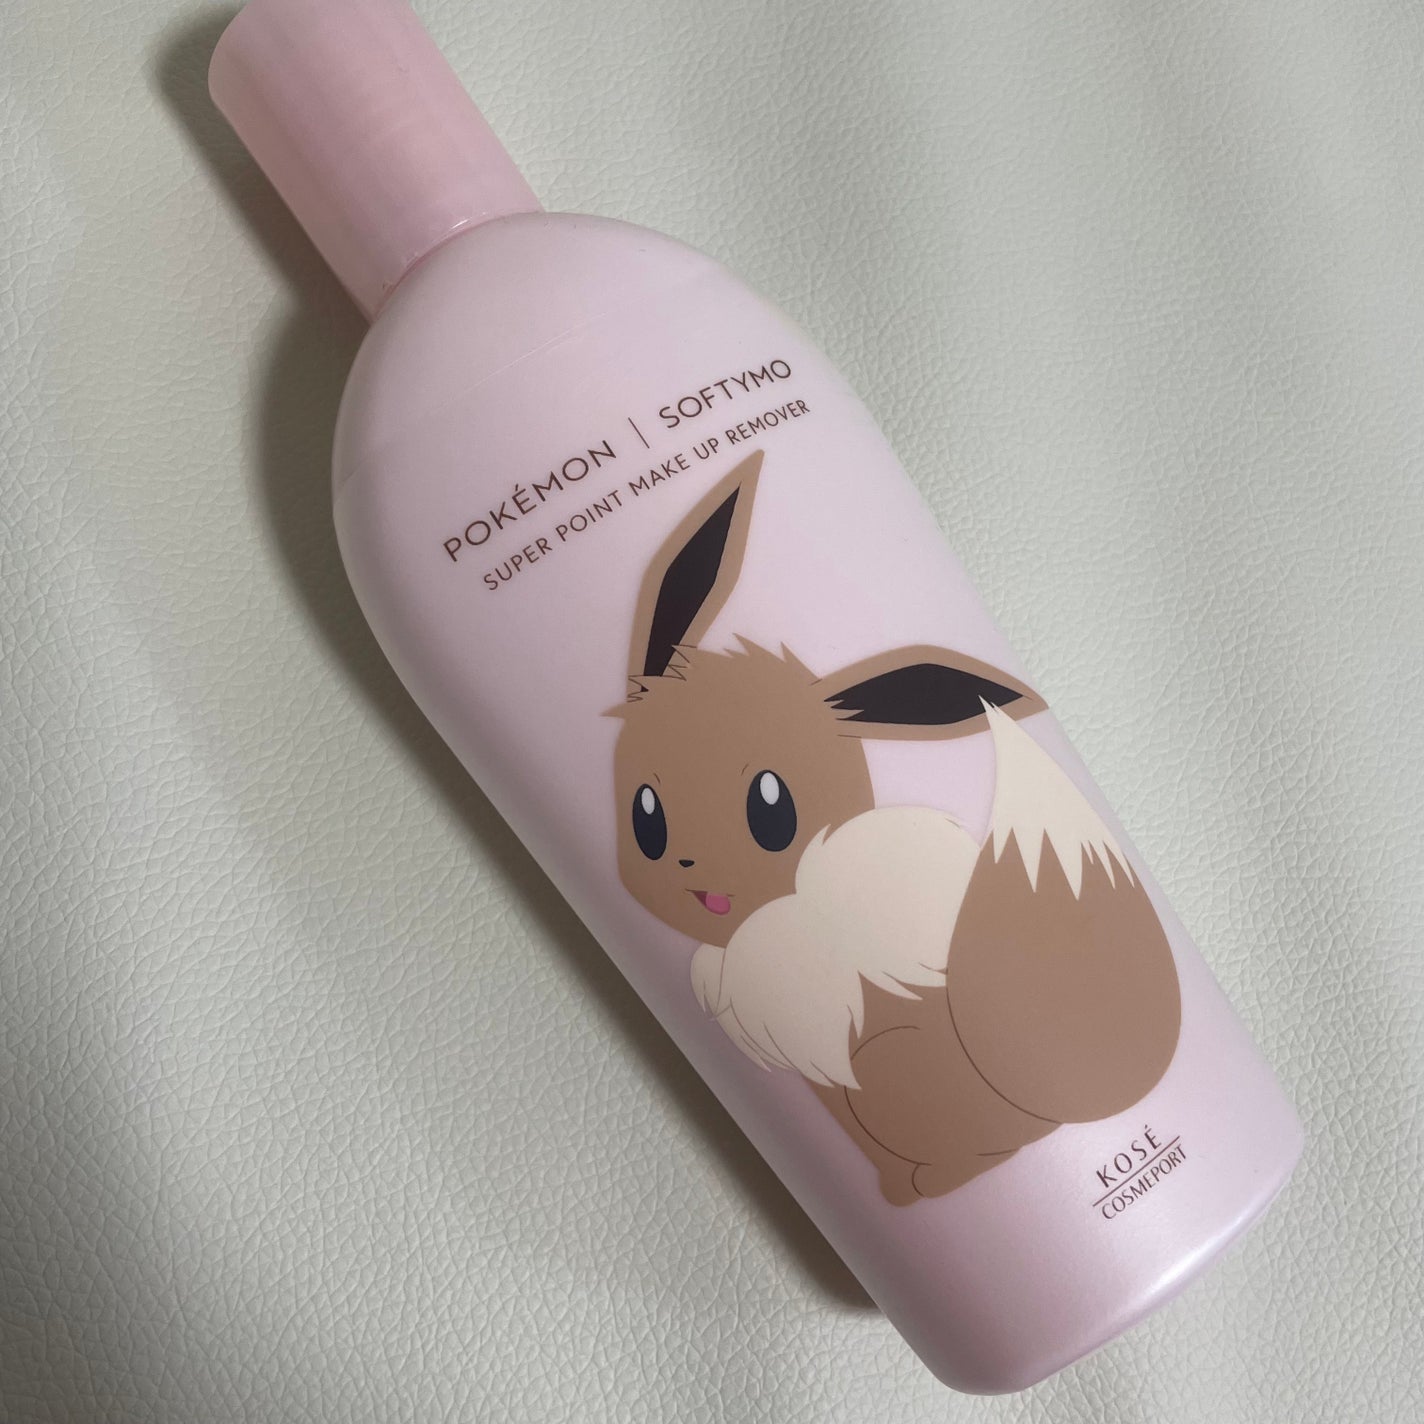 POKÉMON | SOFTYMO
SUPER POINT MAKE UP REMOVER
KOSÉ
COSMEPORT